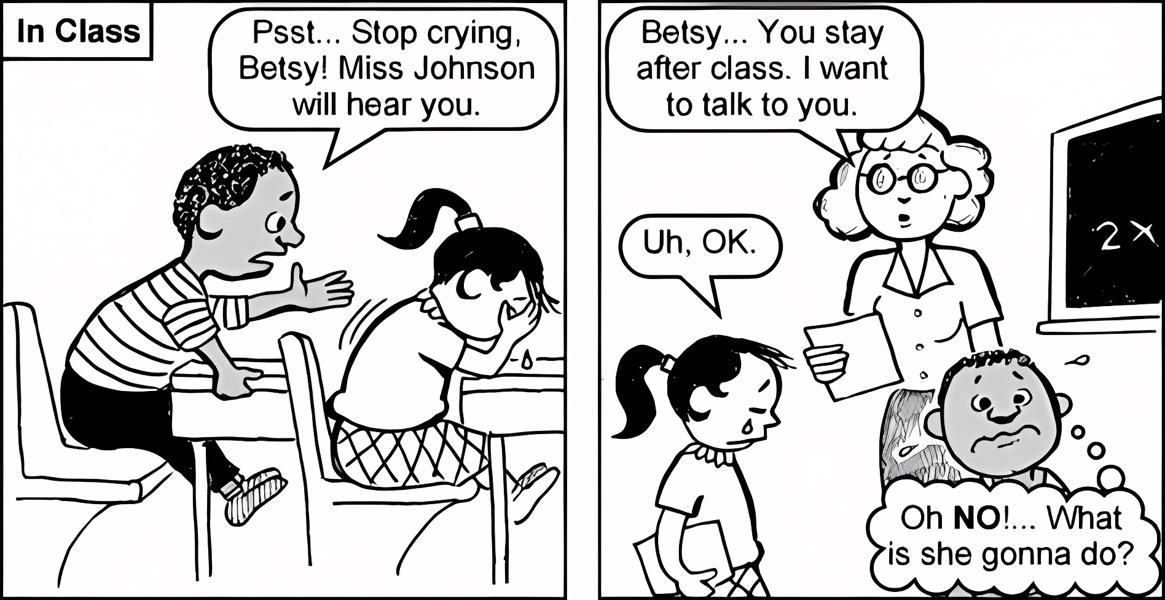 In Class
Psst... Stop crying,
Betsy! Miss Johnson
will hear you.
Betsy... You stay
after class. I want
to talk to you.
Uh, OK.
2 ×
Oh NO!... What
is she gonna do?